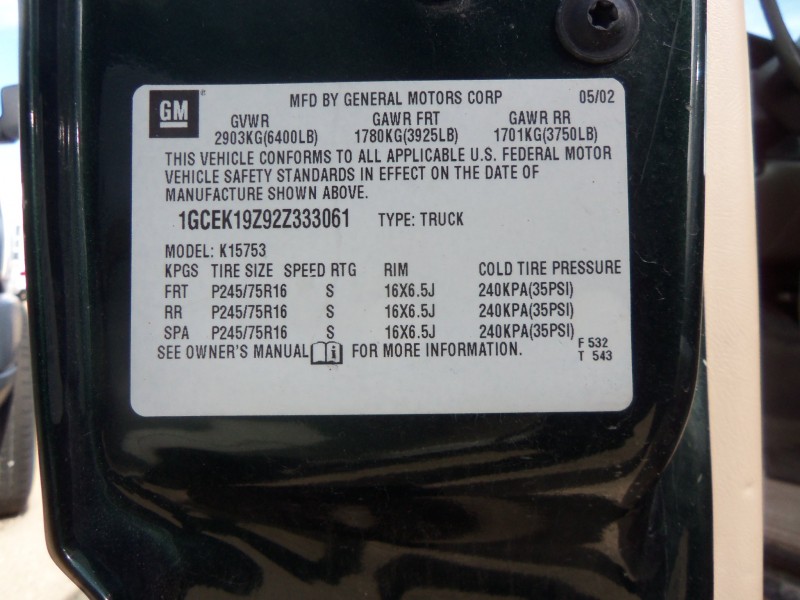 GM ® MFD BY GENERAL MOTORS CORP 05/02
GVWR GAWR FRT GAWR RR
2903KG(6400LB) 1780KG(3925LB) 1701KG(3750LB)
THIS VEHICLE CONFORMS TO ALL APPLICABLE U.S. FEDERAL MOTOR
VEHICLE SAFETY STANDARDS IN EFFECT ON THE DATE OF
MANUFACTURE SHOWN ABOVE.
1GCEK19Z92Z333061 TYPE: TRUCK
MODEL: K15753
KPGS TIRE SIZE SPEED RTG RIM COLD TIRE PRESSURE
FRT P245/75R16 S 16X6.5J 240KPA(35PSI)
RR P245/75R16 S 16X6.5J 240KPA(35PSI)
SPA P245/75R16 S 16X6.5J 240KPA(35PSI)
SEE OWNER'S MANUAL FOR MORE INFORMATION. F 532
T 543